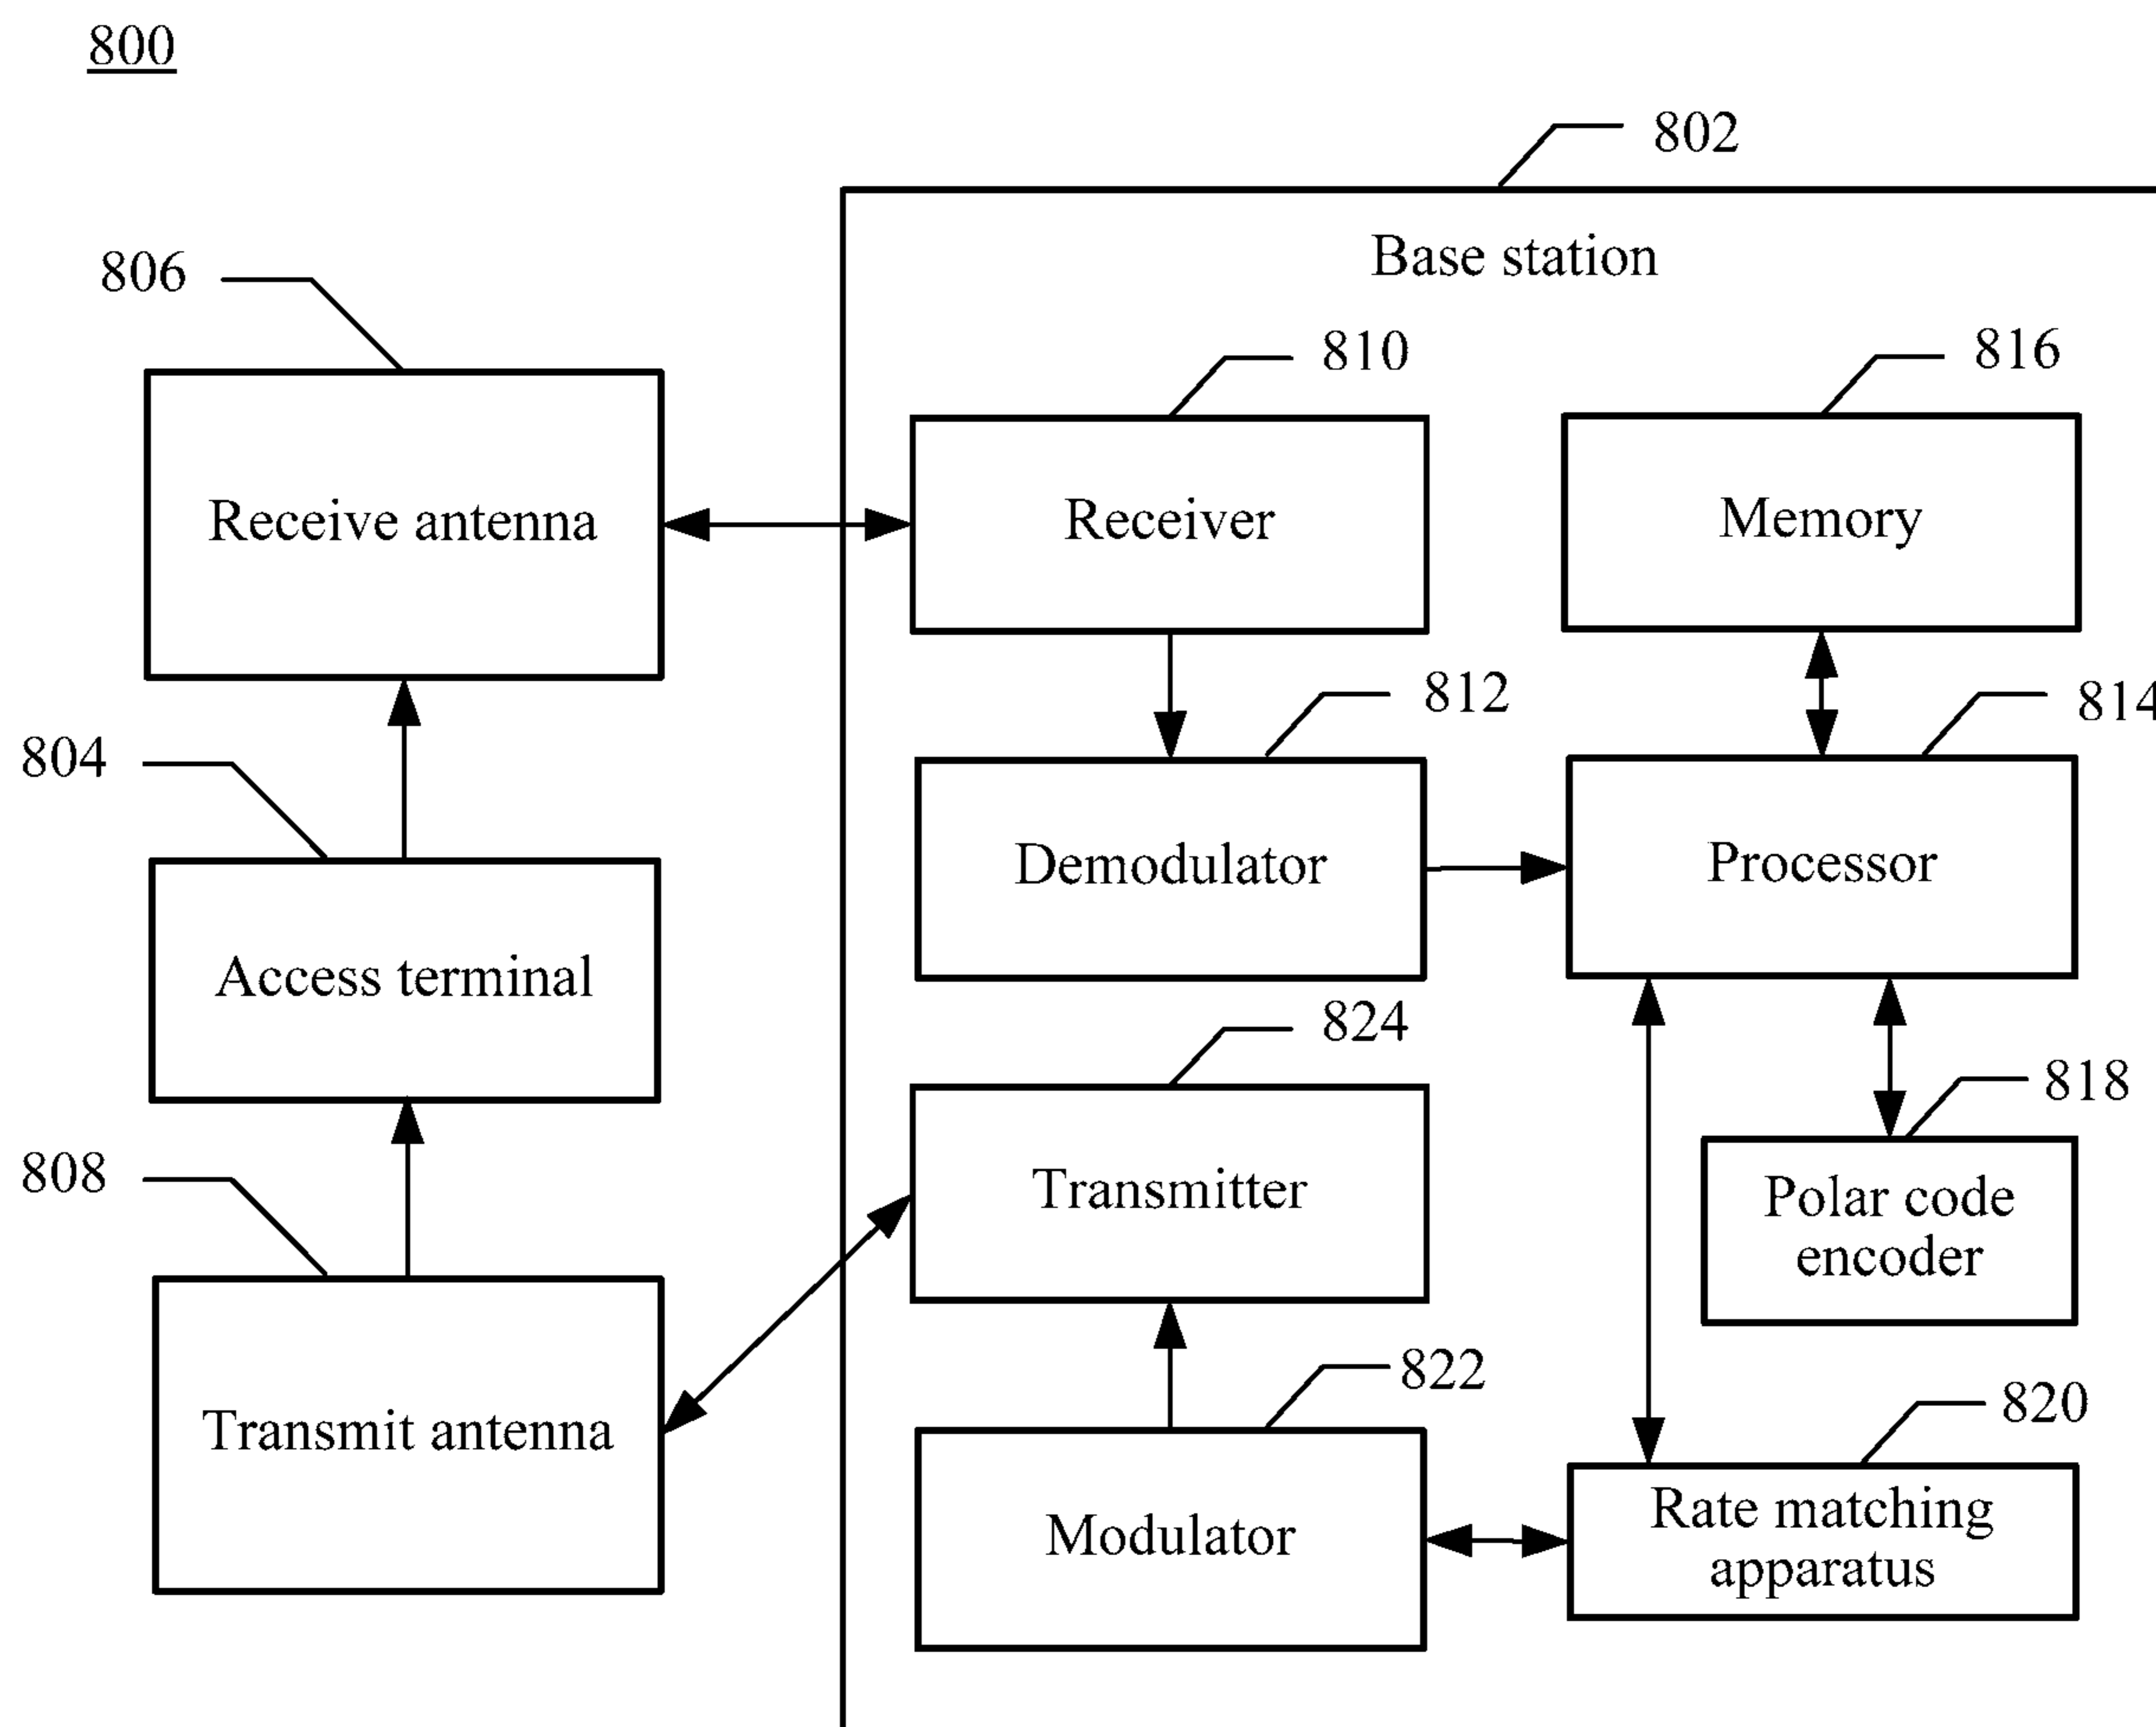 800
802
Base station
806
810
816
Receive antenna
Receiver
Memory
812
814
804
Demodulator
Processor
Access terminal
824
818
808
Transmitter
Polar code
encoder
822
820
Transmit antenna
Modulator
Rate matching
apparatus